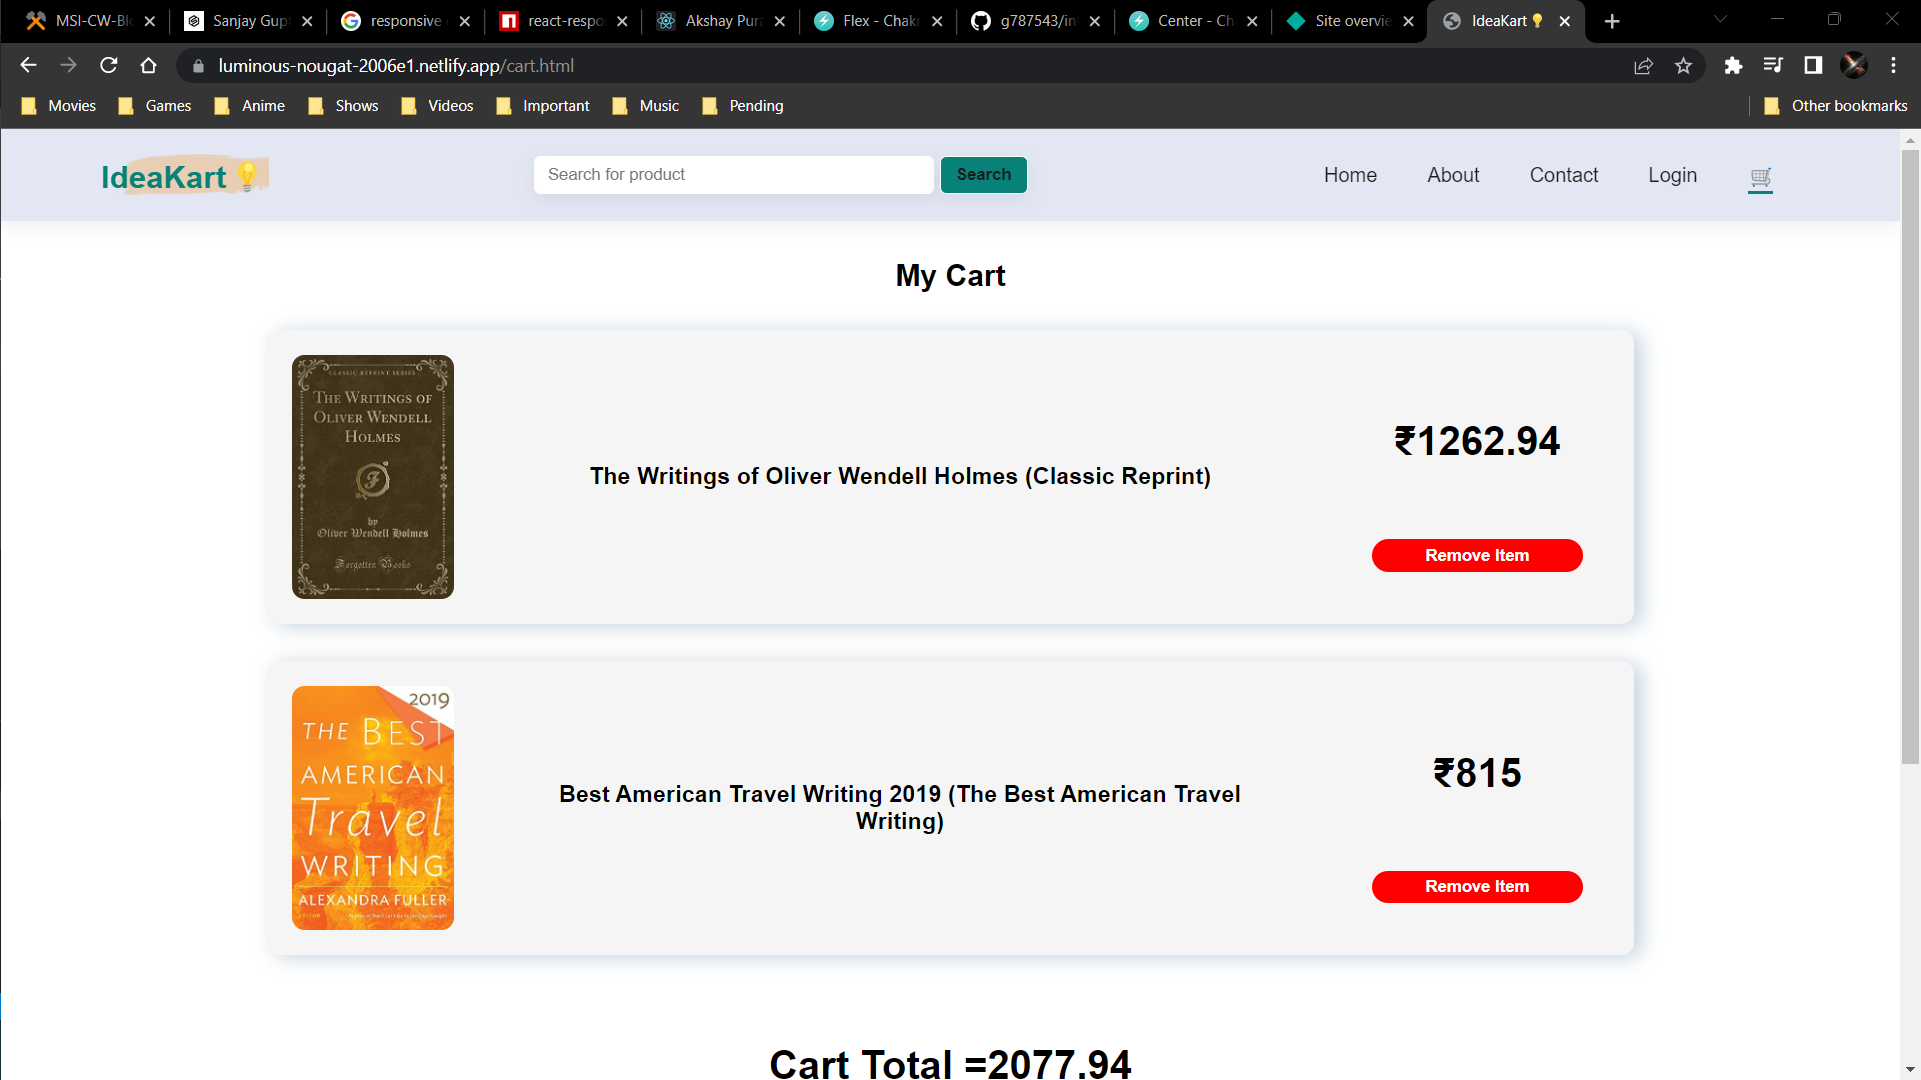 MSI-CW-Bl
Sanjay Gupt
responsive
react-respo
Akshay Pura
Flex - Chakr
g787543/in
Center - Ch
Site overvie
IdeaKart
luminous-nougat-2006e1.netlify.app/cart.html
Movies Games Anime Shows Videos Important Music Pending Other bookmarks
IdeaKart
Search for product
Search
Home About Contact Login
My Cart
CLASSIC REPRINT SERIES
THE WRITINGS OF
OLIVER WENDELL
HOLMES
by
Oliver Wendell Holmes
Forgotten Books
The Writings of Oliver Wendell Holmes (Classic Reprint)
₹1262.94
Remove Item
2019
THE BEST
AMERICAN
Travel
WRITING
ALEXANDRA FULLER
EDITOR
Best American Travel Writing 2019 (The Best American Travel
Writing)
₹815
Remove Item
Cart Total =2077.94